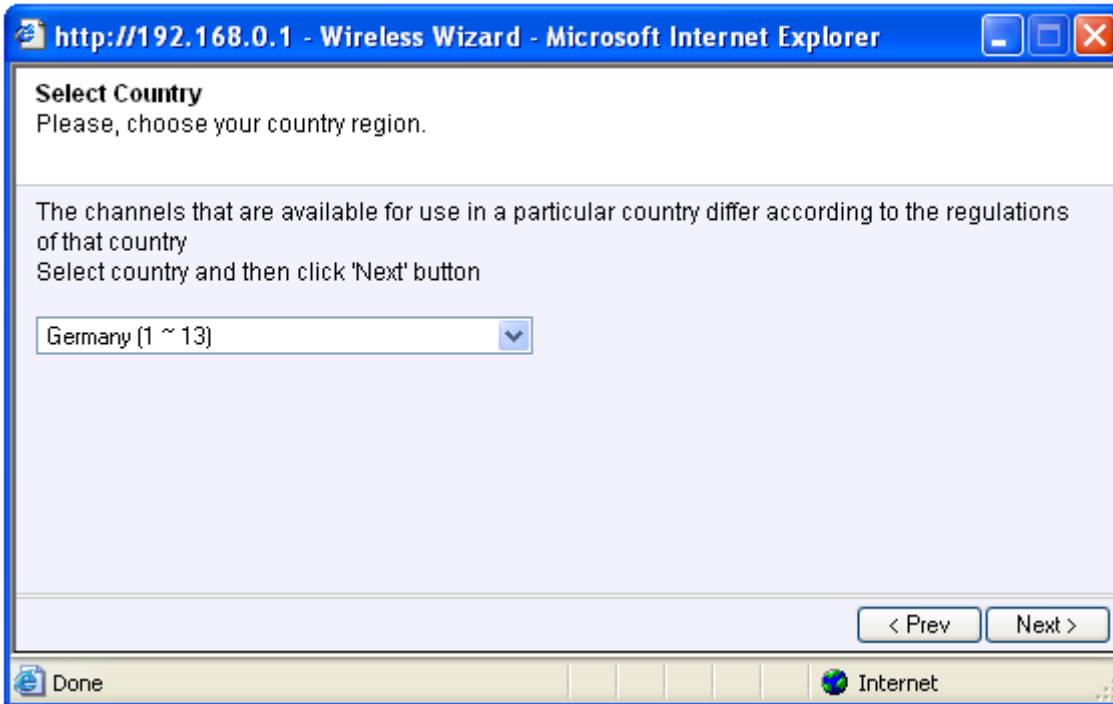 http://192.168.0.1 - Wireless Wizard - Microsoft Internet Explorer
Select Country
Please, choose your country region.
The channels that are available for use in a particular country differ according to the regulations
of that country
Select country and then click 'Next' button
Germany (1 ~ 13)
< Prev
Next >
Done
Internet